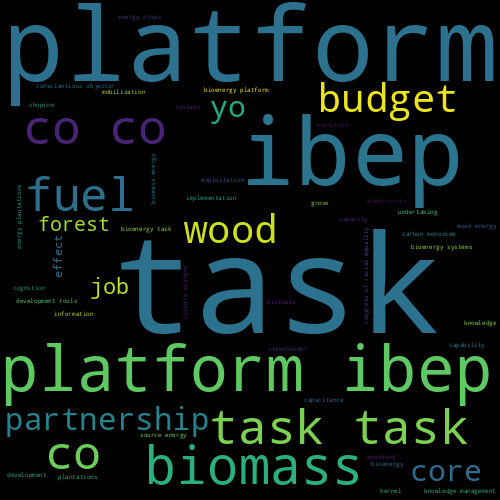 platform
energy crops
conscientious objector
mobilization
bioenergy platform
budget
chopine
systems
yo
co co
ibep
executive
biomass energy
fuel
exploitation
electricity
energy plantations
implementation
grove
undertaking
forest
bioenergy task
wood
capacity
wood energy
carbon monoxide
effect
bioenergy systems
task
congress of racial equality
cognition
job
climate changes
development tools
biofuels
information
knowledge
platform ibep
stakeholder
capability
capacitance
partnership
task task
source energy
co
biomass
woodwind
bioenergy
core
development
plantations
kernel
knowledge management